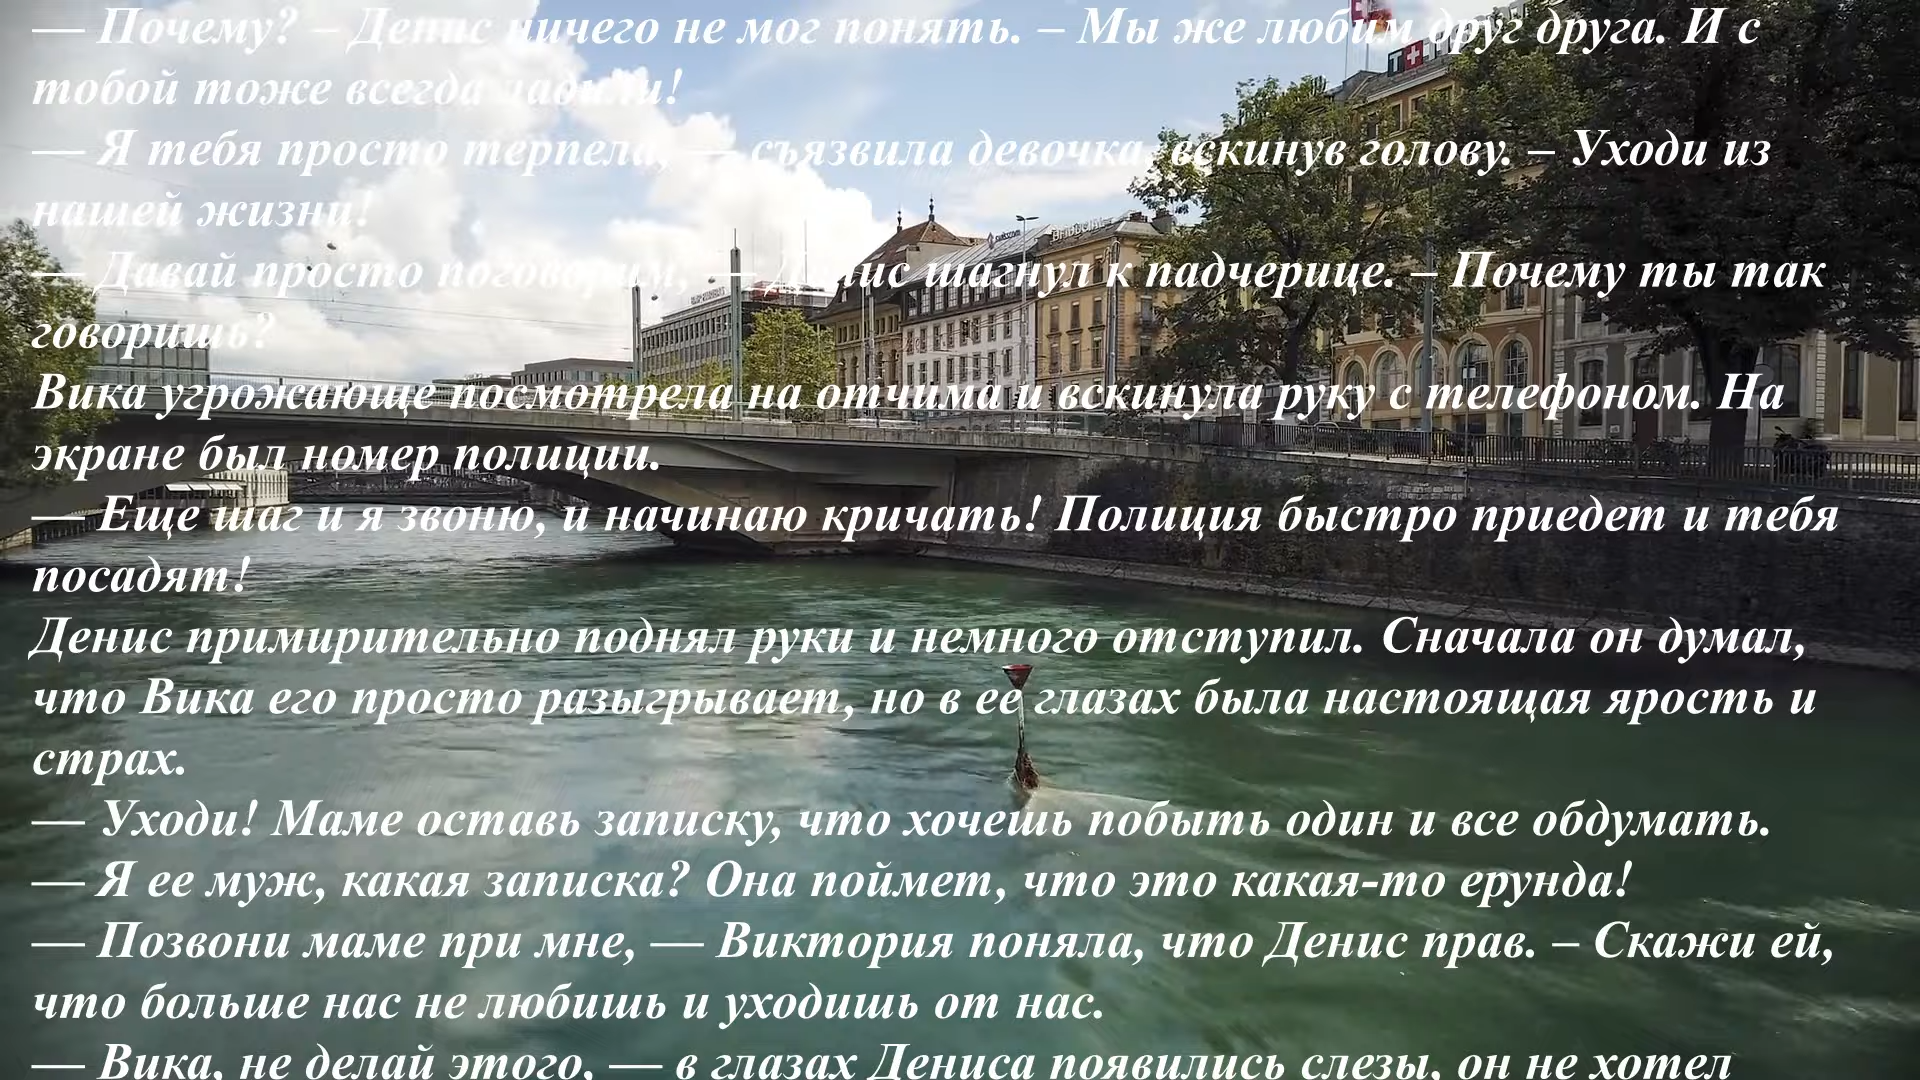 — Почему? – Денис ничего не мог понять. – Мы же любим друг друга. И с
тобой тоже всегда ладили!
— Я тебя просто терпела, — съязвила девочка, вскинув голову. – Уходи из
нашей жизни!
— Давай просто поговорим, — Денис шагнул к падчерице. – Почему ты так
говоришь?
Вика угрожающе посмотрела на отчима и вскинула руку с телефоном. На
экране был номер полиции.
— Еще шаг и я звоню, и начинаю кричать! Полиция быстро приедет и тебя
посадят!
Денис примирительно поднял руки и немного отступил. Сначала он думал,
что Вика его просто разыгрывает, но в ее глазах была настоящая ярость и
страх.
— Уходи! Маме оставь записку, что хочешь побыть один и все обдумать.
— Я ее муж, какая записка? Она поймет, что это какая-то ерунда!
— Позвони маме при мне, — Виктория поняла, что Денис прав. – Скажи ей,
что больше нас не любишь и уходишь от нас.
— Вика, не делай этого, — в глазах Дениса появились слезы, он не хотел